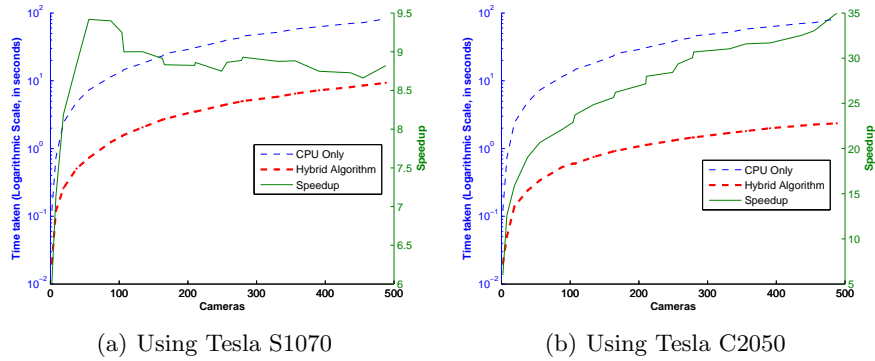 10^2
10^1
10^0
10^-1
10^-2
Time taken (Logarithmic Scale, in seconds)
9.5
9
8.5
8
7.5
7
6.5
6
Speedup
CPU Only
Hybrid Algorithm
Speedup
0 100 200 300 400 500
Cameras
(a) Using Tesla S1070
10^2
10^1
10^0
10^-1
10^-2
Time taken (Logarithmic Scale, in seconds)
35
30
25
20
15
10
5
Speedup
CPU Only
Hybrid Algorithm
Speedup
0 100 200 300 400 500
Cameras
(b) Using Tesla C2050